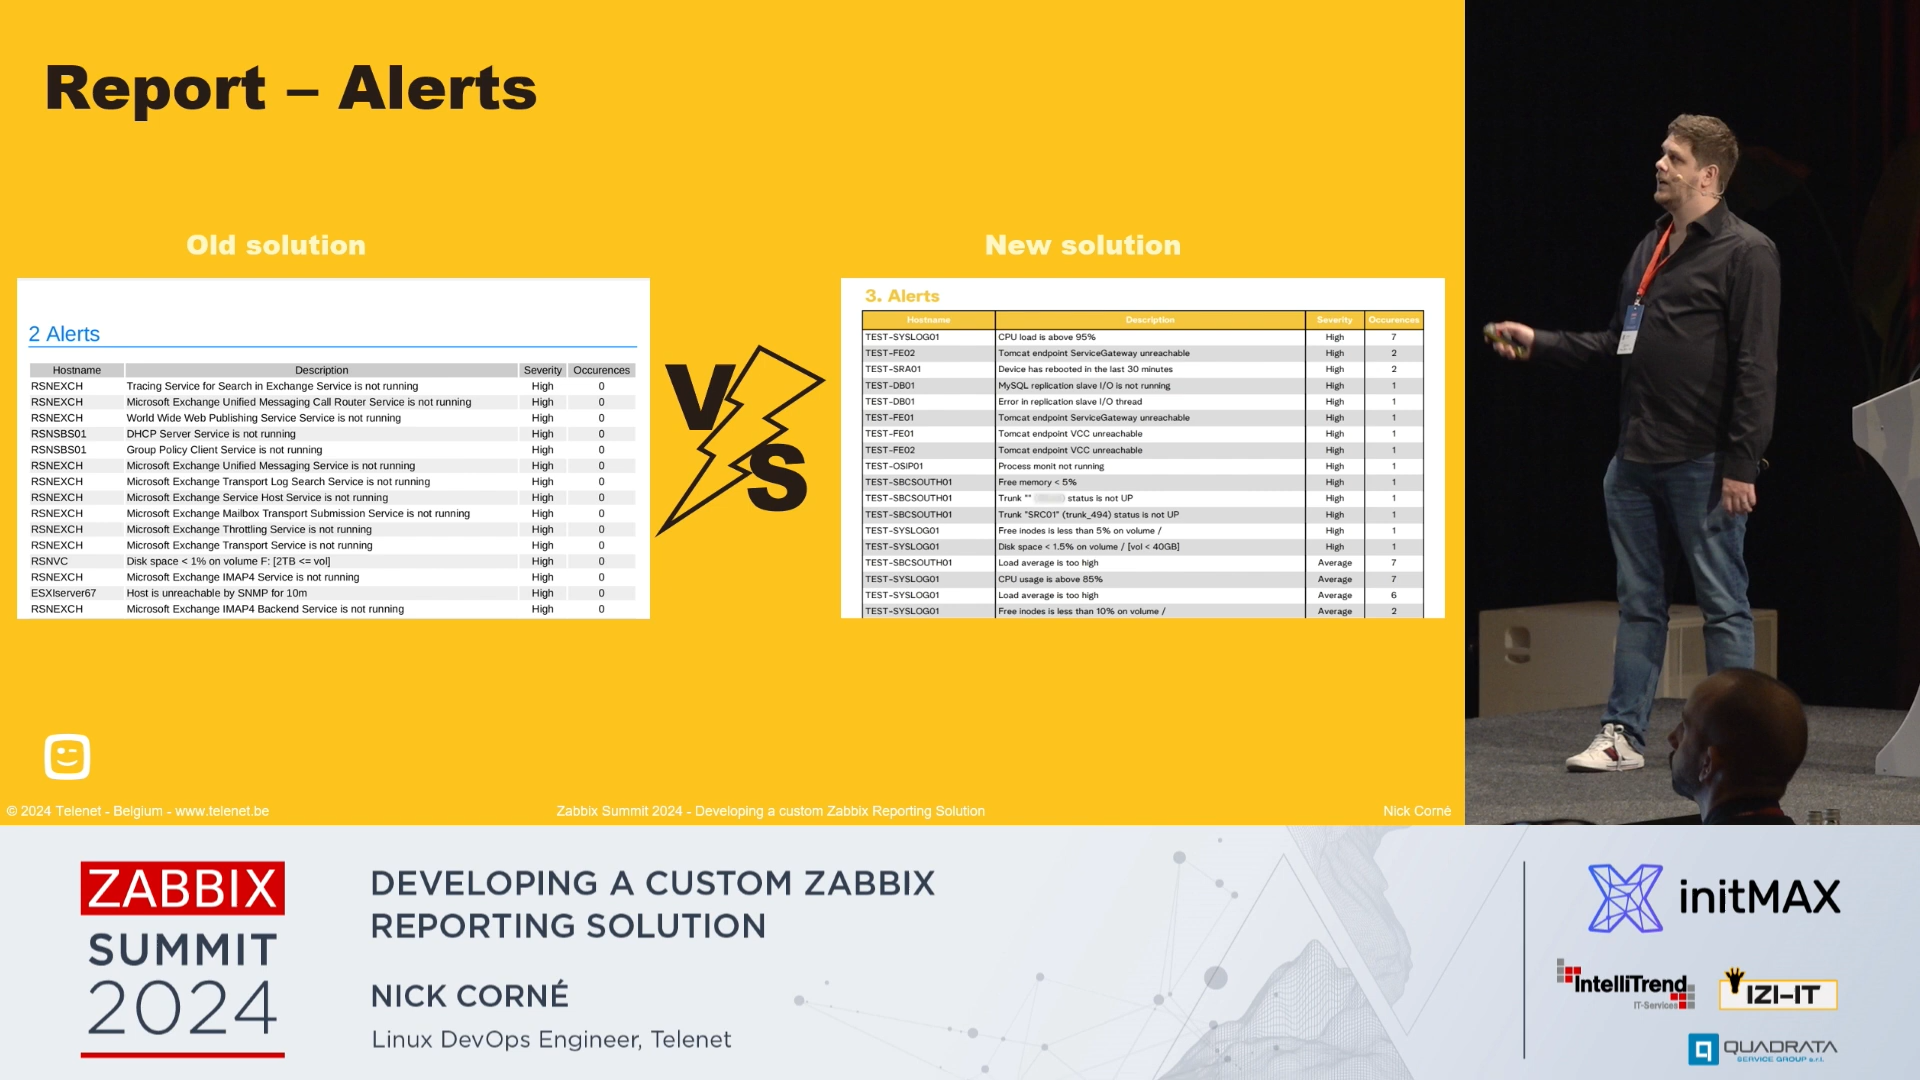 Report – Alerts
Old solution
New solution
2 Alerts
Hostname Description Severity Occurences
RSNEXCH Tracing Service for Search in Exchange Service is not running High 0
RSNEXCH Microsoft Exchange Unified Messaging Call Router Service is not running High 0
RSNEXCH World Wide Web Publishing Service Service is not running High 0
RSNSBS01 DHCP Server Service is not running High 0
RSNSBS01 Group Policy Client Service is not running High 0
RSNEXCH Microsoft Exchange Unified Messaging Service is not running High 0
RSNEXCH Microsoft Exchange Transport Log Search Service is not running High 0
RSNEXCH Microsoft Exchange Service Host Service is not running High 0
RSNEXCH Microsoft Exchange Mailbox Transport Submission Service is not running High 0
RSNEXCH Microsoft Exchange Throttling Service is not running High 0
RSNEXCH Microsoft Exchange Transport Service is not running High 0
RSNVC Disk space < 1% on volume F: [2TB <= vol] High 0
RSNEXCH Microsoft Exchange IMAP4 Service is not running High 0
ESXIserver67 Host is unreachable by SNMP for 10m High 0
RSNEXCH Microsoft Exchange IMAP4 Backend Service is not running High 0
VS
3. Alerts
Hostname Description Severity Occurences
TEST-SYSLOG01 CPU load is above 95% High 7
TEST-FE02 Tomcat endpoint ServiceGateway unreachable High 2
TEST-SRA01 Device has rebooted in the last 30 minutes High 2
TEST-DB01 MySQL replication slave I/O is not running High 1
TEST-DB01 Error in replication slave I/O thread High 1
TEST-FE01 Tomcat endpoint ServiceGateway unreachable High 1
TEST-FE01 Tomcat endpoint VCC unreachable High 1
TEST-FE02 Tomcat endpoint VCC unreachable High 1
TEST-OSIP01 Process monit not running High 1
TEST-SBCSOUTH01 Free memory < 5% High 1
TEST-SBCSOUTH01 Trunk "" status is not UP High 1
TEST-SBCSOUTH01 Trunk "SRC01" (trunk_494) status is not UP High 1
TEST-SYSLOG01 Free inodes is less than 5% on volume / High 1
TEST-SYSLOG01 Disk space < 1.5% on volume / [vol < 40GB] High 1
TEST-SBCSOUTH01 Load average is too high Average 7
TEST-SYSLOG01 CPU usage is above 85% Average 7
TEST-SYSLOG01 Load average is too high Average 6
TEST-SYSLOG01 Free inodes is less than 10% on volume / Average 2
© 2024 Telenet - Belgium - www.telenet.be
Zabbix Summit 2024 - Developing a custom Zabbix Reporting Solution
Nick Corné
ZABBIX
SUMMIT
2024
DEVELOPING A CUSTOM ZABBIX
REPORTING SOLUTION
NICK CORNÉ
Linux DevOps Engineer, Telenet
initMAX
IntelliTrend
IT-Services
IZI-IT
QUADRATA
SERVICE GROUP s.r.l.